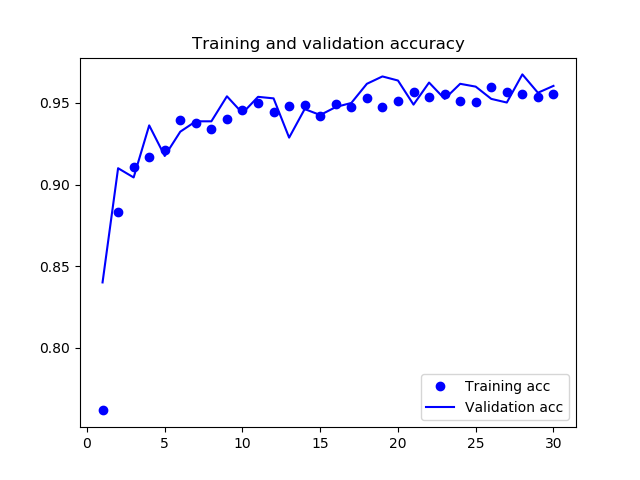 Training and validation accuracy
0.95
0.90
0.85
0.80
0 5 10 15 20 25 30
Training acc
Validation acc